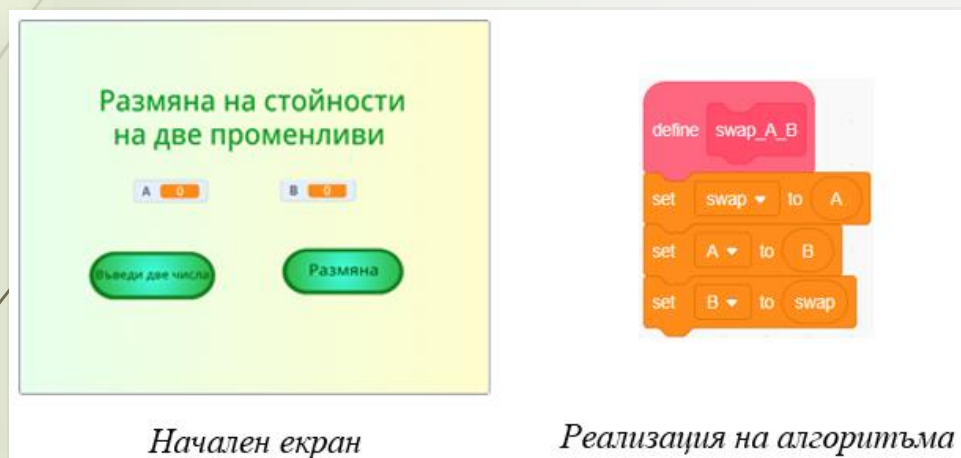 Размяна на стойности
на две променливи
A 0
B 0
Въведи две числа
Размяна
define swap_A_B
set swap to A
set A to B
set B to swap
Начален екран
Реализация на алгоритъма